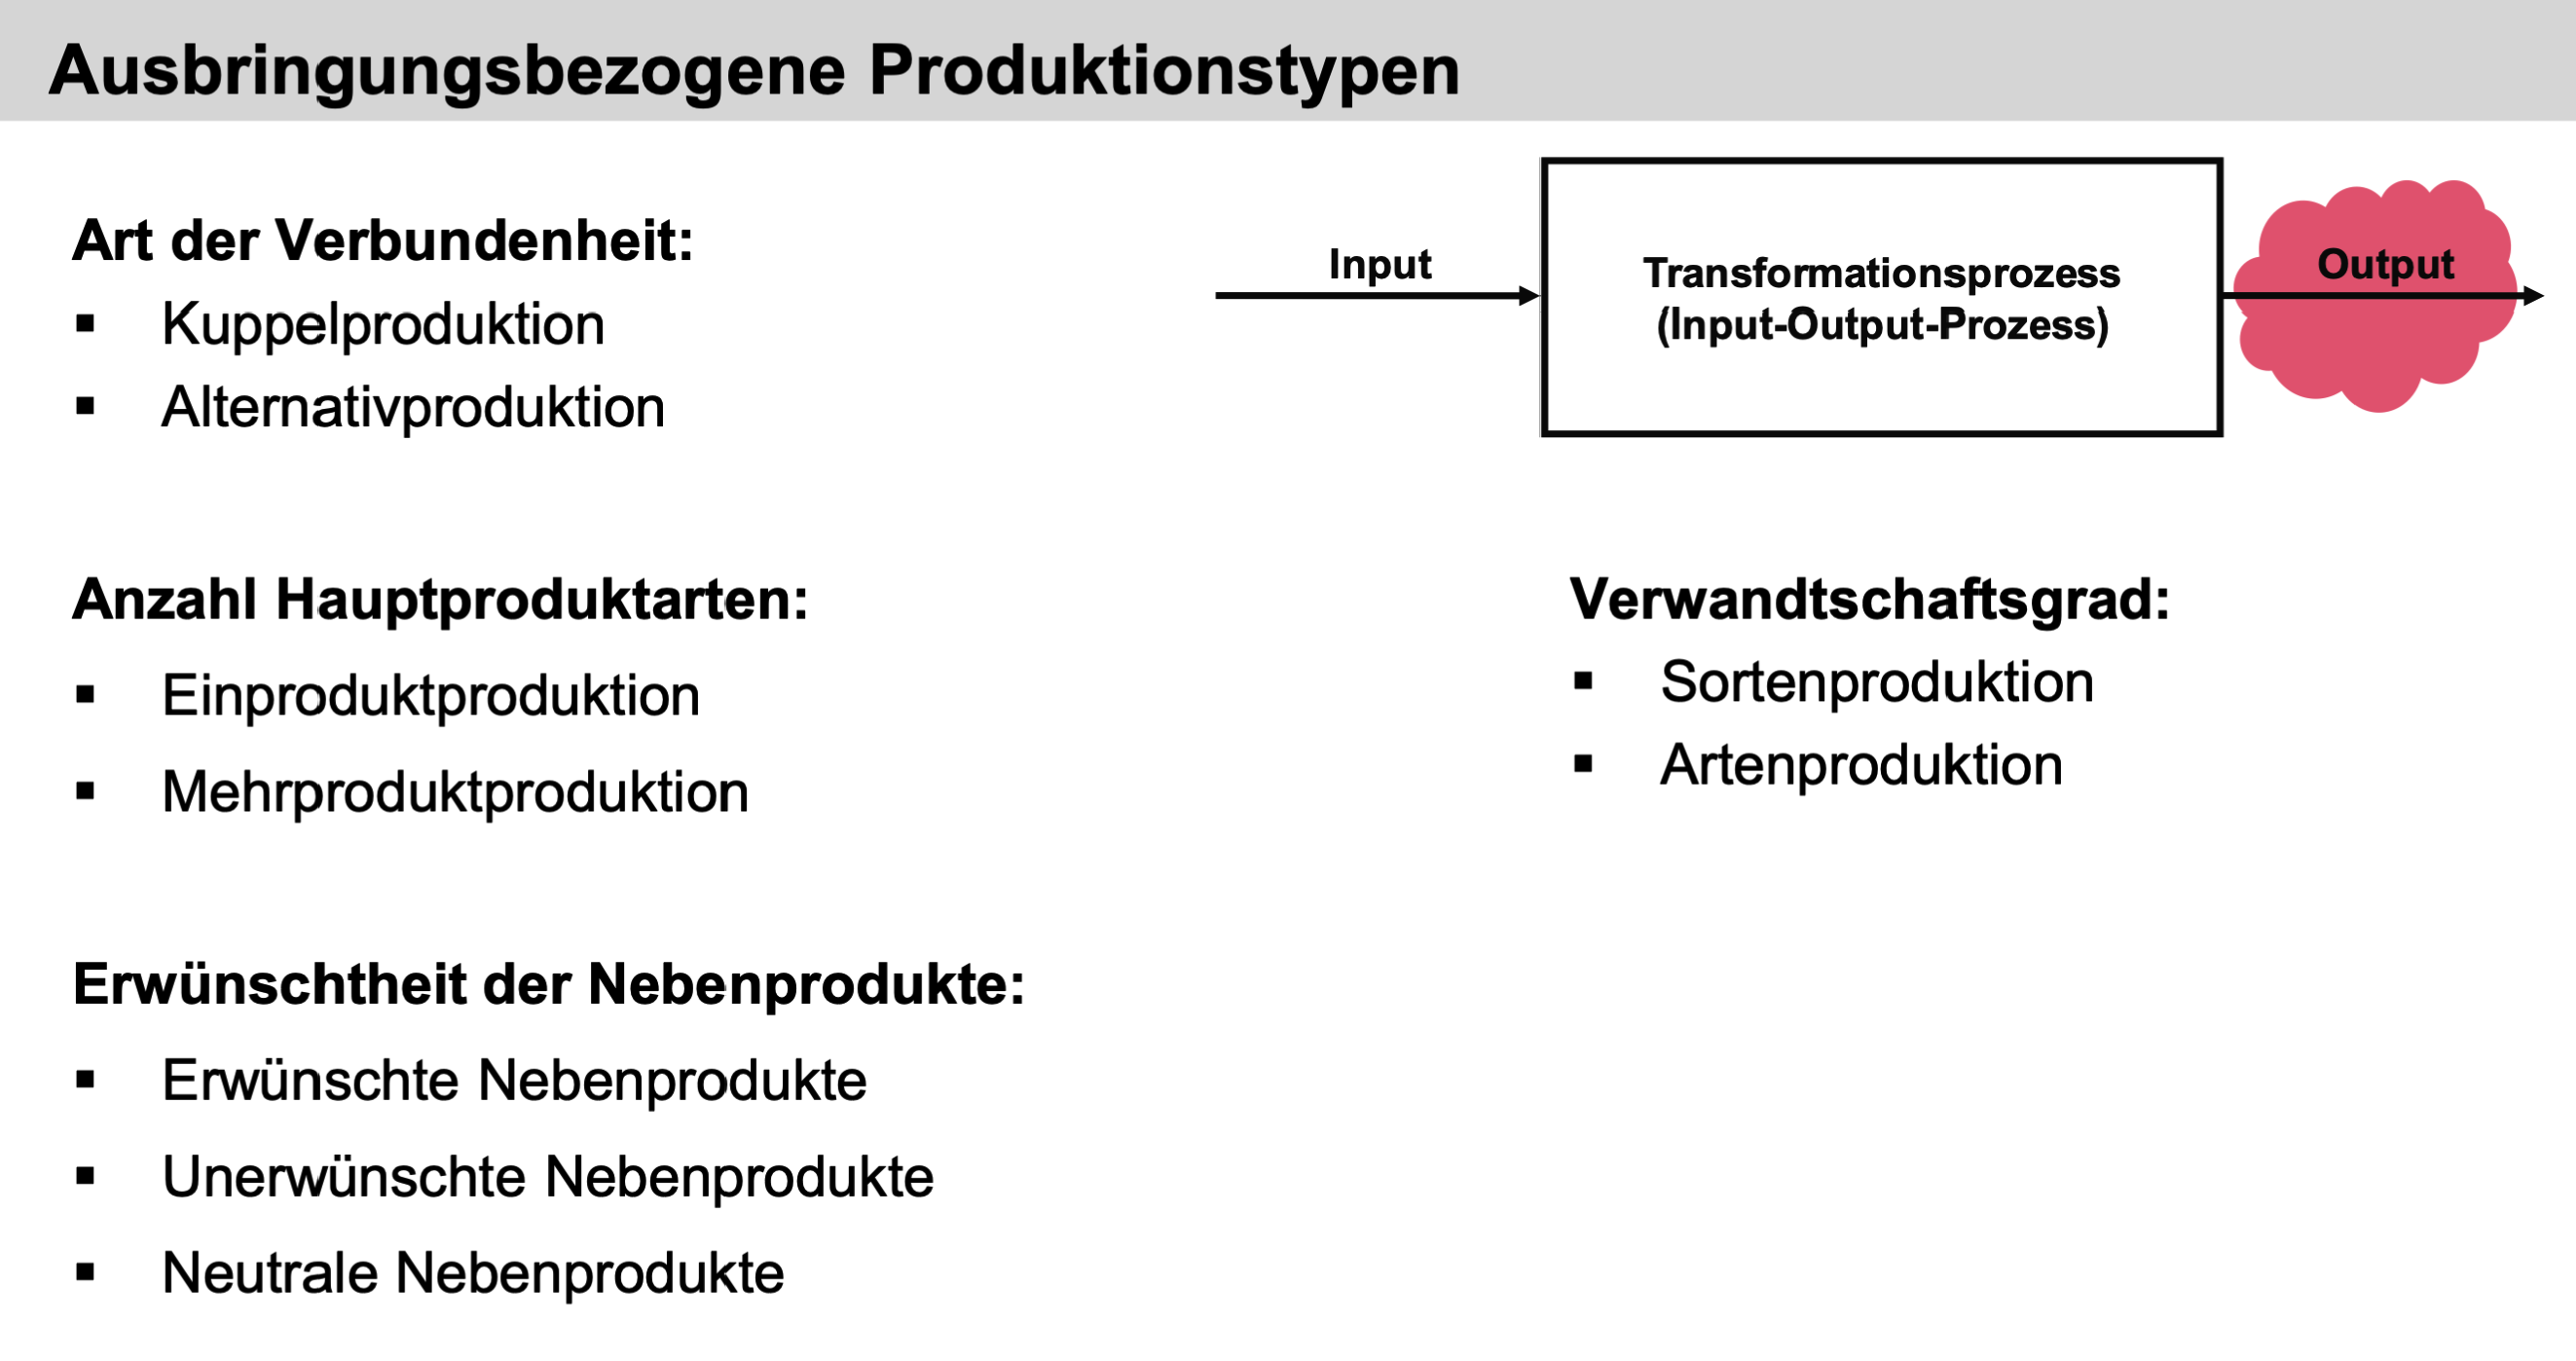 Ausbringungsbezogene Produktionstypen
Art der Verbundenheit:
▪ Kuppelproduktion
▪ Alternativproduktion
Input
Transformationsprozess
(Input-Output-Prozess)
Output
Anzahl Hauptproduktarten:
▪ Einproduktproduktion
▪ Mehrproduktproduktion
Verwandtschaftsgrad:
▪ Sortenproduktion
▪ Artenproduktion
Erwünschtheit der Nebenprodukte:
▪ Erwünschte Nebenprodukte
▪ Unerwünschte Nebenprodukte
▪ Neutrale Nebenprodukte